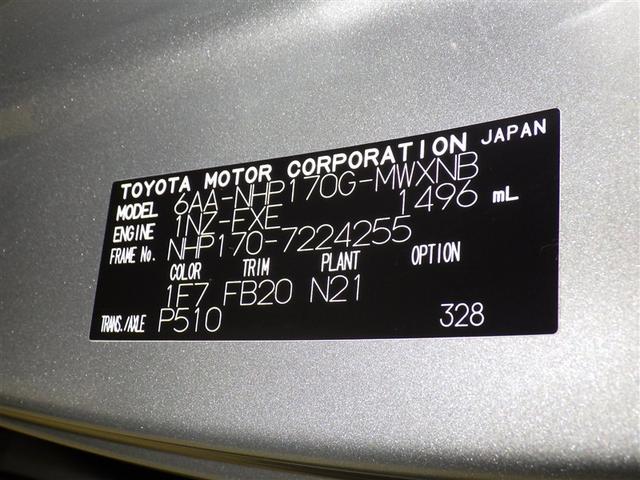 TOYOTA MOTOR CORPORATION JAPAN
MODEL 6AA-NHP170G-MWXNB
ENGINE 1NZ-EXE 1496 mL
FRAME No. NHP170-7224255
COLOR TRIM PLANT OPTION
1F7 FB20 N21
TRANS./AXLE P510 328